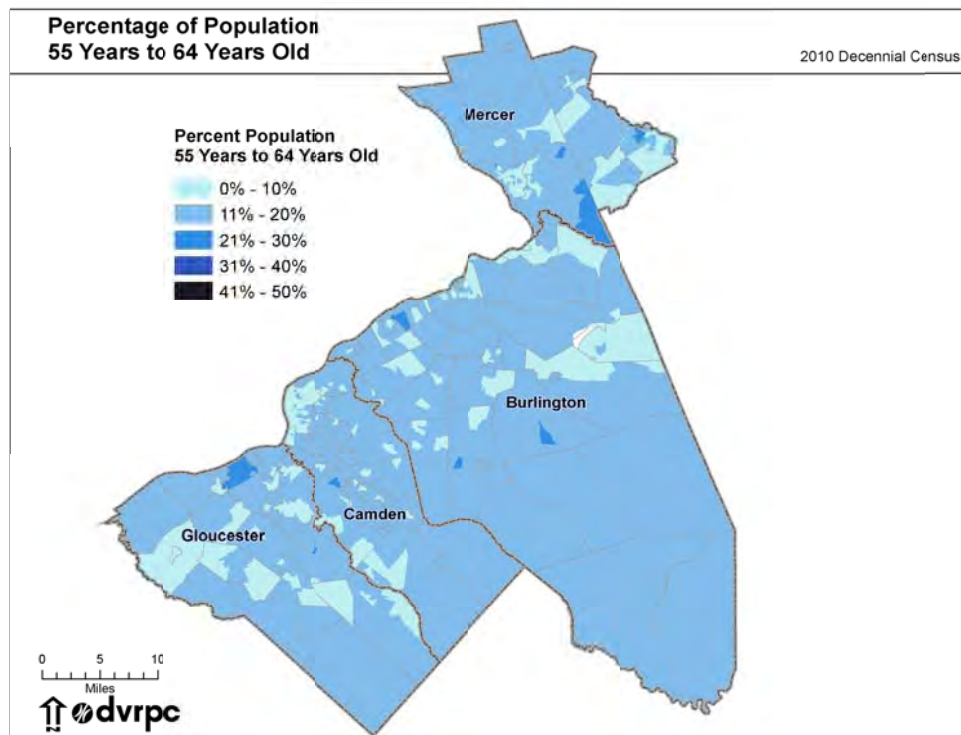 Percentage of Population
55 Years to 64 Years Old
2010 Decennial Census
Mercer
Percent Population
55 Years to 64 Years Old
0% - 10%
11% - 20%
21% - 30%
31% - 40%
41% - 50%
Burlington
Camden
Gloucester
0 5 10
Miles
N dvrpc